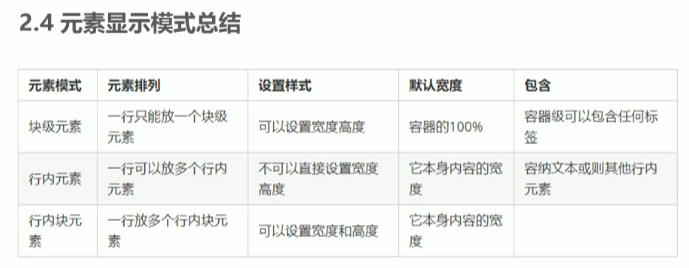 2.4 元素显示模式总结
元素模式 元素排列 设置样式 默认宽度 包含
块级元素 一行只能放一个块级元素 可以设置宽度高度 容器的100% 容器级可以包含任何标签
行内元素 一行可以放多个行内元素 不可以直接设置宽度高度 它本身内容的宽度 容纳文本或则其他行内元素
行内块元素 一行放多个行内块元素 可以设置宽度和高度 它本身内容的宽度